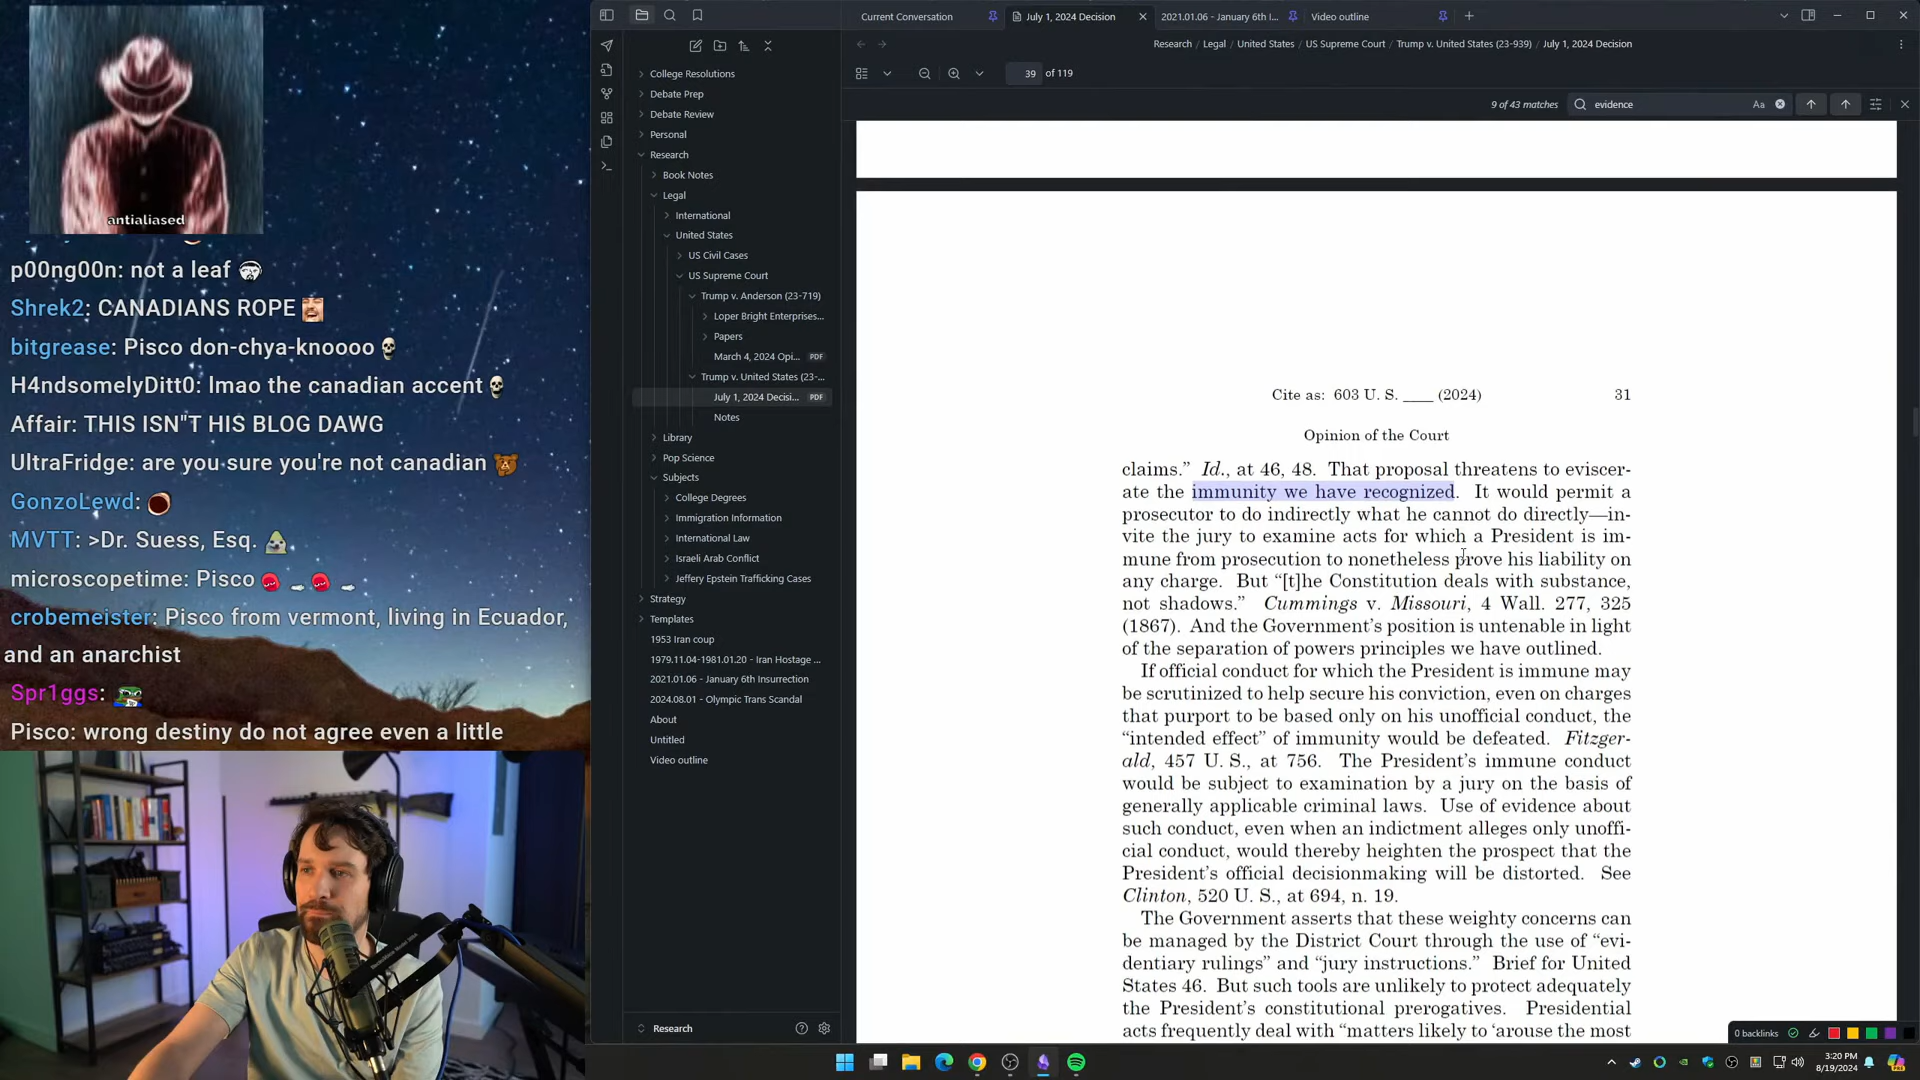 antialiased
p00ng00n: not a leaf
Shrek2: CANADIANS ROPE
bitgrease: Pisco don-chya-knoooo
H4ndsomelyDitt0: lmao the canadian accent
Affair: THIS ISN"T HIS BLOG DAWG
UltraFridge: are you sure you're not canadian
GonzoLewd:
MVTT: >Dr. Suess, Esq.
microscopetime: Pisco
crobemeister: Pisco from vermont, living in Ecuador,
and an anarchist
Spr1ggs:
Pisco: wrong destiny do not agree even a little
College Resolutions
Debate Prep
Debate Review
Personal
Research
Book Notes
Legal
International
United States
US Civil Cases
US Supreme Court
Trump v. Anderson (23-719)
Loper Bright Enterprises...
Papers
March 4, 2024 Opi... PDF
Trump v. United States (23-...
July 1, 2024 Decisi... PDF
Notes
Library
Pop Science
Subjects
College Degrees
Immigration Information
International Law
Israeli Arab Conflict
Jeffery Epstein Trafficking Cases
Strategy
Templates
1953 Iran coup
1979.11.04-1981.01.20 - Iran Hostage ...
2021.01.06 - January 6th Insurrection
2024.08.01 - Olympic Trans Scandal
About
Untitled
Video outline
Research
Current Conversation
July 1, 2024 Decision
2021.01.06 - January 6th I...
Video outline
Research / Legal / United States / US Supreme Court / Trump v. United States (23-939) / July 1, 2024 Decision
39 of 119
9 of 43 matches
evidence
Aa
Cite as: 603 U. S. ____ (2024) 31
Opinion of the Court
claims.” Id., at 46, 48. That proposal threatens to eviscer-
ate the immunity we have recognized. It would permit a
prosecutor to do indirectly what he cannot do directly—in-
vite the jury to examine acts for which a President is im-
mune from prosecution to nonetheless prove his liability on
any charge. But “[t]he Constitution deals with substance,
not shadows.” Cummings v. Missouri, 4 Wall. 277, 325
(1867). And the Government’s position is untenable in light
of the separation of powers principles we have outlined.
If official conduct for which the President is immune may
be scrutinized to help secure his conviction, even on charges
that purport to be based only on his unofficial conduct, the
“intended effect” of immunity would be defeated. Fitzger-
ald, 457 U. S., at 756. The President’s immune conduct
would be subject to examination by a jury on the basis of
generally applicable criminal laws. Use of evidence about
such conduct, even when an indictment alleges only unoffi-
cial conduct, would thereby heighten the prospect that the
President’s official decisionmaking will be distorted. See
Clinton, 520 U. S., at 694, n. 19.
The Government asserts that these weighty concerns can
be managed by the District Court through the use of “evi-
dentiary rulings” and “jury instructions.” Brief for United
States 46. But such tools are unlikely to protect adequately
the President’s constitutional prerogatives. Presidential
acts frequently deal with “matters likely to ‘arouse the most
0 backlinks
3:20 PM
8/19/2024